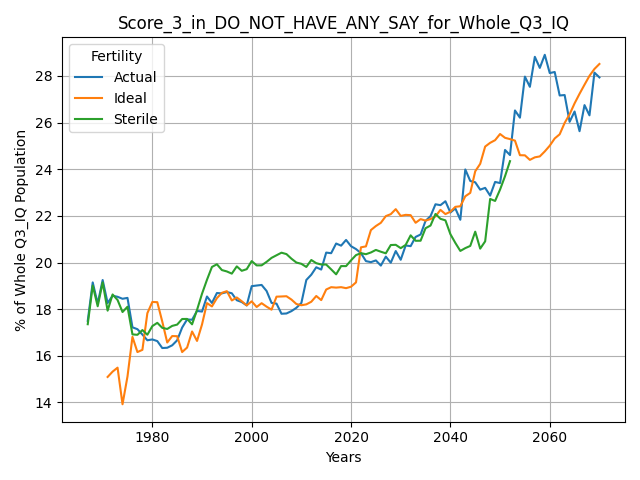 Score_3_in_DO_NOT_HAVE_ANY_SAY_for_Whole_Q3_IQ
Fertility
Actual
Ideal
Sterile
% of Whole Q3_IQ Population
28
26
24
22
20
18
16
14
1980
2000
2020
2040
2060
Years